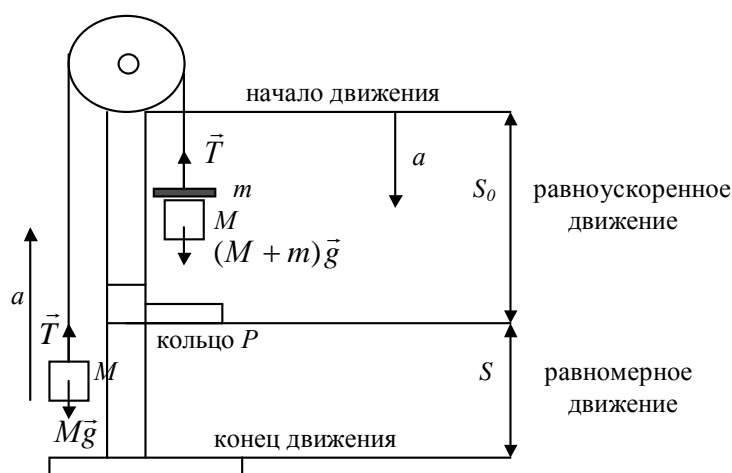 начало движения
T⃗
a
m
S₀
равноускоренное
движение
M
(M + m)g⃗
a
T⃗
кольцо P
M
S
равномерное
движение
Mg⃗
конец движения